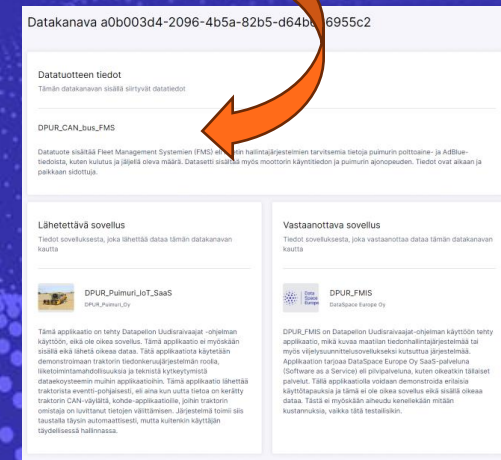 Datakanava a0b003d4-2096-4b5a-82b5-d64b 6955c2
Datatuotteen tiedot
Tämän datakanavan sisällä siirtyvät datatiedot
DPUR_CAN_bus_FMS
Datatuote sisältää Fleet Management Systemien (FMS) eli hallintajärjestelmien tarvitsemia tietoja puimurin polttoaine- ja AdBlue-
tiedoista, kuten kulutus ja jäljellä oleva määrä. Datasetti sisältää myös moottorin käyntitiedon ja puimurin ajonopeuden. Tiedot ovat aikaan ja
paikkaan sidottuja.
Lähetettävä sovellus
Tiedot sovelluksesta, joka lähettää dataa tämän datakanavan
kautta
DPUR_Puimuri_IoT_SaaS
DPUR_Puimuri_Oy
Tämä applikaatio on tehty Datapelion Uudisraivaajat -ohjelman
käyttöön, eikä ole oikea sovellus. Tämä applikaatio ei myöskään
sisällä eikä lähetä oikeaa dataa. Tätä applikaatiota käytetään
demonstroimaan traktorin tiedonkeruujärjestelmän roolia,
liiketoimintamahdollisuuksia ja teknistä kytkeytymistä
dataekosysteemin muihin applikaatioihin. Tämä applikaatio lähettää
traktorista eventti-pohjaisesti, eli aina kun uutta tietoa on kerätty
traktorin CAN-väylältä, kohde-applikaatioille, joihin traktorin
omistaja on luvittanut tietojen välittämisen. Järjestelmä toimii siis
taustalla täysin automaattisesti, mutta kuitenkin käyttäjän
täydellisessä hallinnassa.
Vastaanottava sovellus
Tiedot sovelluksesta, joka vastaanottaa dataa tämän datakanavan
kautta
Data
Space
Europe
DPUR_FMIS
DataSpace Europe Oy
DPUR_FMIS on Datapelion Uudisraivaajat-ohjelman käyttöön tehty
applikaatio, mikä kuvaa maatilan tiedonhallintajärjestelmää tai
myös viljelysuunnittelusovellukseksi kutsuttua järjestelmää.
Applikaation tarjoaa DataSpace Europe Oy SaaS-palveluna
(Software as a Service) eli pilvipalveluna, kuten oikeatkin tällaiset
palvelut. Tällä applikaatiolla voidaan demonstroida erilaisia
käyttötapauksia ja tämä ei ole oikea sovellus eikä sisällä oikeaa
dataa. Tästä ei myöskään aiheudu kenellekään mitään
kustannuksia, vaikka tätä testailisikin.